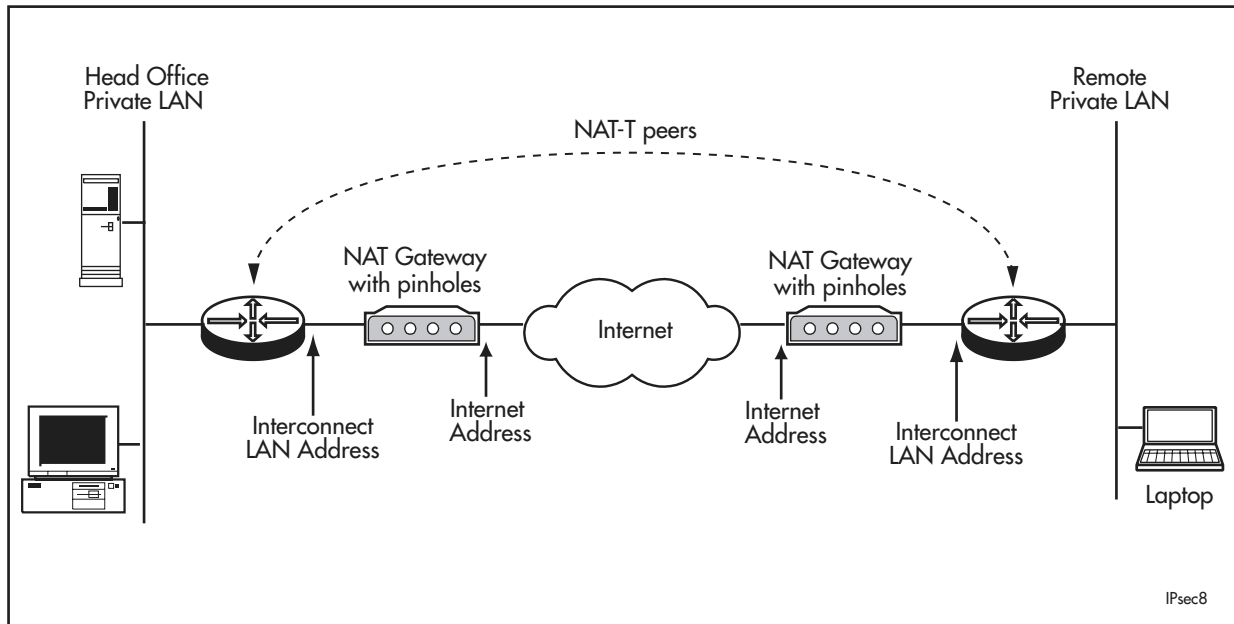 Head Office
Private LAN
Remote
Private LAN
NAT-T peers
NAT Gateway
with pinholes
NAT Gateway
with pinholes
Internet
Interconnect
LAN Address
Internet
Address
Internet
Address
Interconnect
LAN Address
Laptop
IPsec8